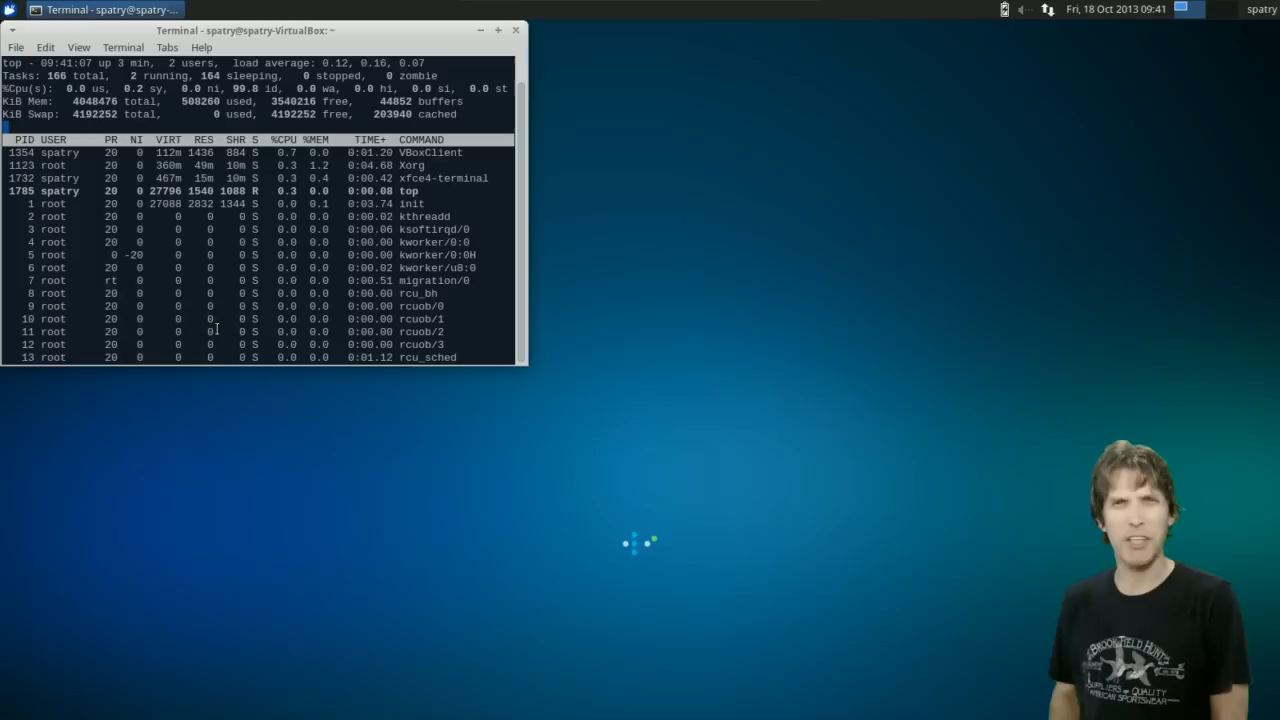 Terminal - spatry@spatry-...
Fri, 18 Oct 2013 09:41
spatry
Terminal - spatry@spatry-VirtualBox: ~
File Edit View Terminal Tabs Help
top - 09:41:07 up 3 min, 2 users, load average: 0.12, 0.16, 0.07
Tasks: 166 total, 2 running, 164 sleeping, 0 stopped, 0 zombie
%Cpu(s): 0.0 us, 0.2 sy, 0.0 ni, 99.8 id, 0.0 wa, 0.0 hi, 0.0 si, 0.0 st
KiB Mem: 4048476 total, 508260 used, 3540216 free, 44852 buffers
KiB Swap: 4192252 total, 0 used, 4192252 free, 203940 cached
PID USER PR NI VIRT RES SHR S %CPU %MEM TIME+ COMMAND
1354 spatry 20 0 112m 1436 884 S 0.7 0.0 0:01.20 VBoxClient
1123 root 20 0 360m 49m 10m S 0.3 1.2 0:04.68 Xorg
1732 spatry 20 0 467m 15m 10m S 0.3 0.4 0:00.42 xfce4-terminal
1785 spatry 20 0 27796 1540 1088 R 0.3 0.0 0:00.08 top
1 root 20 0 27088 2832 1344 S 0.0 0.1 0:03.74 init
2 root 20 0 0 0 0 S 0.0 0.0 0:00.02 kthreadd
3 root 20 0 0 0 0 S 0.0 0.0 0:00.06 ksoftirqd/0
4 root 20 0 0 0 0 S 0.0 0.0 0:00.00 kworker/0:0
5 root 0 -20 0 0 0 S 0.0 0.0 0:00.00 kworker/0:0H
6 root 20 0 0 0 0 S 0.0 0.0 0:00.02 kworker/u8:0
7 root rt 0 0 0 0 S 0.0 0.0 0:00.51 migration/0
8 root 20 0 0 0 0 S 0.0 0.0 0:00.00 rcu_bh
9 root 20 0 0 0 0 S 0.0 0.0 0:00.00 rcuob/0
10 root 20 0 0 0 0 S 0.0 0.0 0:00.00 rcuob/1
11 root 20 0 0 0 0 S 0.0 0.0 0:00.00 rcuob/2
12 root 20 0 0 0 0 S 0.0 0.0 0:00.00 rcuob/3
13 root 20 0 0 0 0 S 0.0 0.0 0:01.12 rcu_sched
BROOKFIELD HUNT
SUPPLIERS of QUALITY
AMERICAN SPORTSWEAR